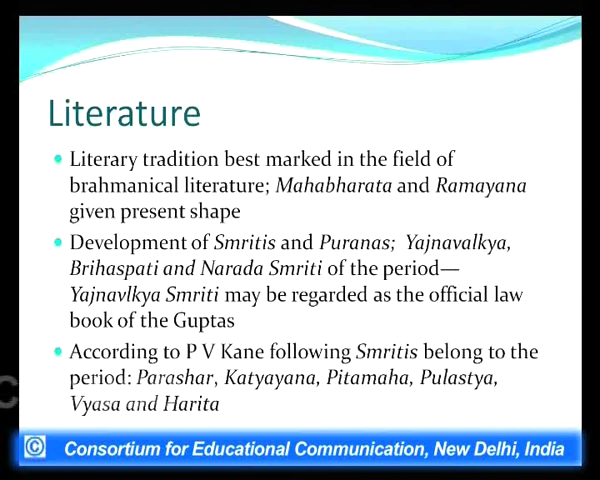 Literature
• Literary tradition best marked in the field of
brahmanical literature; Mahabharata and Ramayana
given present shape
• Development of Smritis and Puranas; Yajnavalkya,
Brihaspati and Narada Smriti of the period—
Yajnavlkya Smriti may be regarded as the official law
book of the Guptas
• According to P V Kane following Smritis belong to the
period: Parashar, Katyayana, Pitamaha, Pulastya,
Vyasa and Harita
C
© Consortium for Educational Communication, New Delhi, India